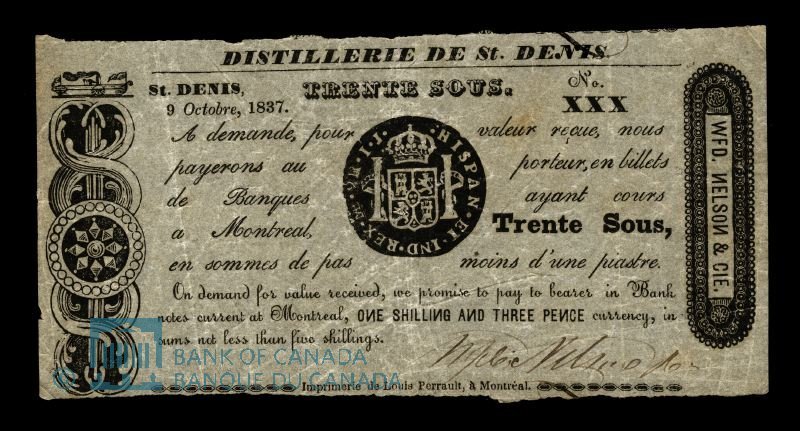 DISTILLERIE DE St. DENIS
St. DENIS, TRENTE SOUS. No.
9 Octobre, 1837. XXX
A demande, pour valeur reçue, nous
payerons au porteur, en billets
de Banques ayant cours
a Montreal, Trente Sous,
en sommes de pas moins d'une piastre.
HISPAN·ET IND·REX·
On demand for value received, we promise to pay to bearer in Bank
notes current at Montreal, ONE SHILLING AND THREE PENCE currency, in
sums not less than five shillings.
Imprimerie de Louis Perrault, à Montréal.
WFD. NELSON & CIE.
BANK OF CANADA
BANQUE DU CANADA